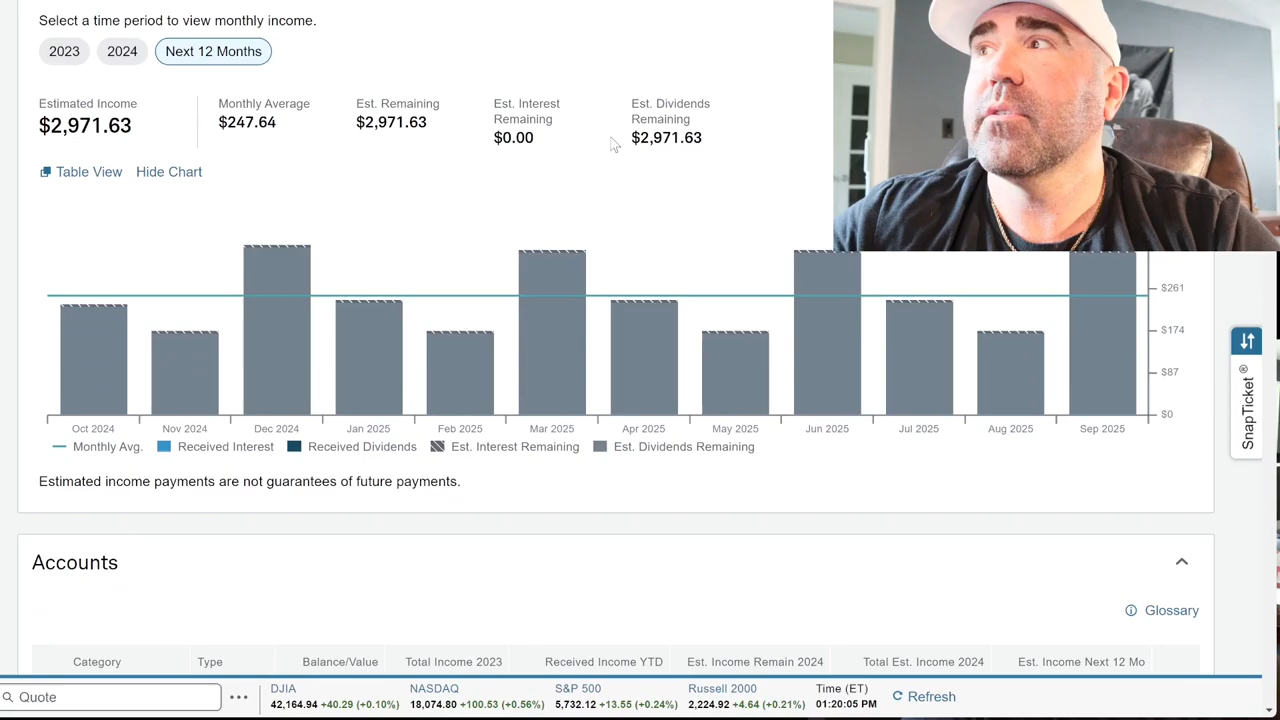 Select a time period to view monthly income.
2023 2024 Next 12 Months
Estimated Income
$2,971.63
Monthly Average
$247.64
Est. Remaining
$2,971.63
Est. Interest
Remaining
$0.00
Est. Dividends
Remaining
$2,971.63
Table View Hide Chart
$261
$174
$87
$0
Oct 2024 Nov 2024 Dec 2024 Jan 2025 Feb 2025 Mar 2025 Apr 2025 May 2025 Jun 2025 Jul 2025 Aug 2025 Sep 2025
Monthly Avg. Received Interest Received Dividends Est. Interest Remaining Est. Dividends Remaining
Estimated income payments are not guarantees of future payments.
SnapTicket®
Accounts
Glossary
Category Type Balance/Value Total Income 2023 Received Income YTD Est. Income Remain 2024 Total Est. Income 2024 Est. Income Next 12 Mo
Quote
DJIA NASDAQ S&P 500 Russell 2000 Time (ET) Refresh
42,164.94 +40.29 (+0.10%) 18,074.80 +100.53 (+0.56%) 5,732.12 +13.55 (+0.24%) 2,224.92 +4.64 (+0.21%) 01:20:05 PM